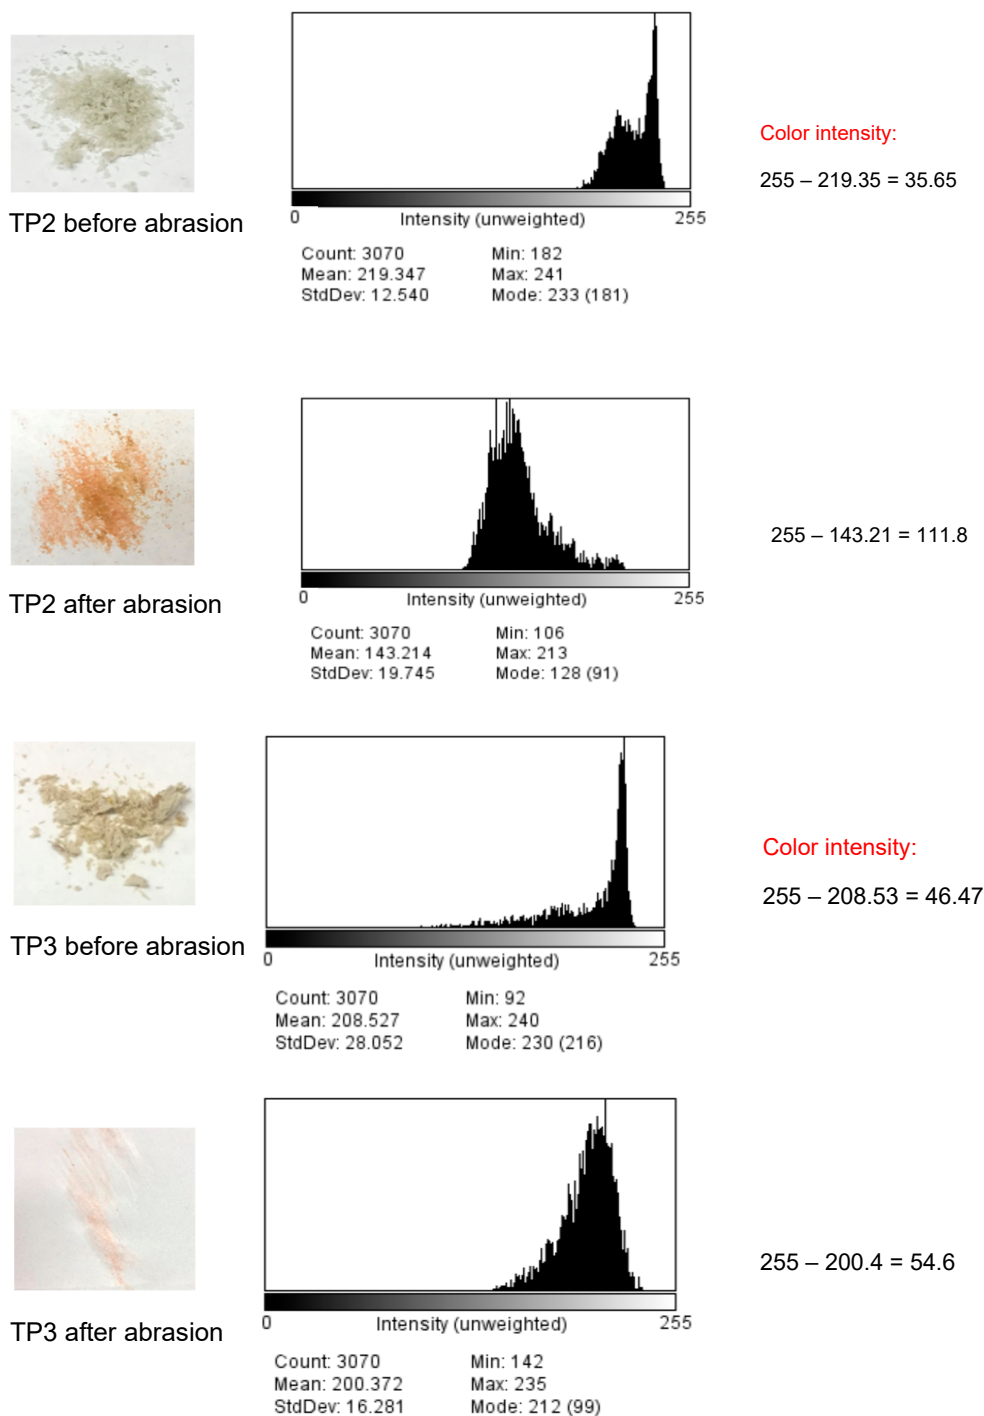 Color intensity:
255 – 219.35 = 35.65
TP2 before abrasion
0 Intensity (unweighted) 255
Count: 3070 Min: 182
Mean: 219.347 Max: 241
StdDev: 12.540 Mode: 233 (181)
255 – 143.21 = 111.8
TP2 after abrasion
0 Intensity (unweighted) 255
Count: 3070 Min: 106
Mean: 143.214 Max: 213
StdDev: 19.745 Mode: 128 (91)
Color intensity:
255 – 208.53 = 46.47
TP3 before abrasion
0 Intensity (unweighted) 255
Count: 3070 Min: 92
Mean: 208.527 Max: 240
StdDev: 28.052 Mode: 230 (216)
255 – 200.4 = 54.6
TP3 after abrasion
0 Intensity (unweighted) 255
Count: 3070 Min: 142
Mean: 200.372 Max: 235
StdDev: 16.281 Mode: 212 (99)